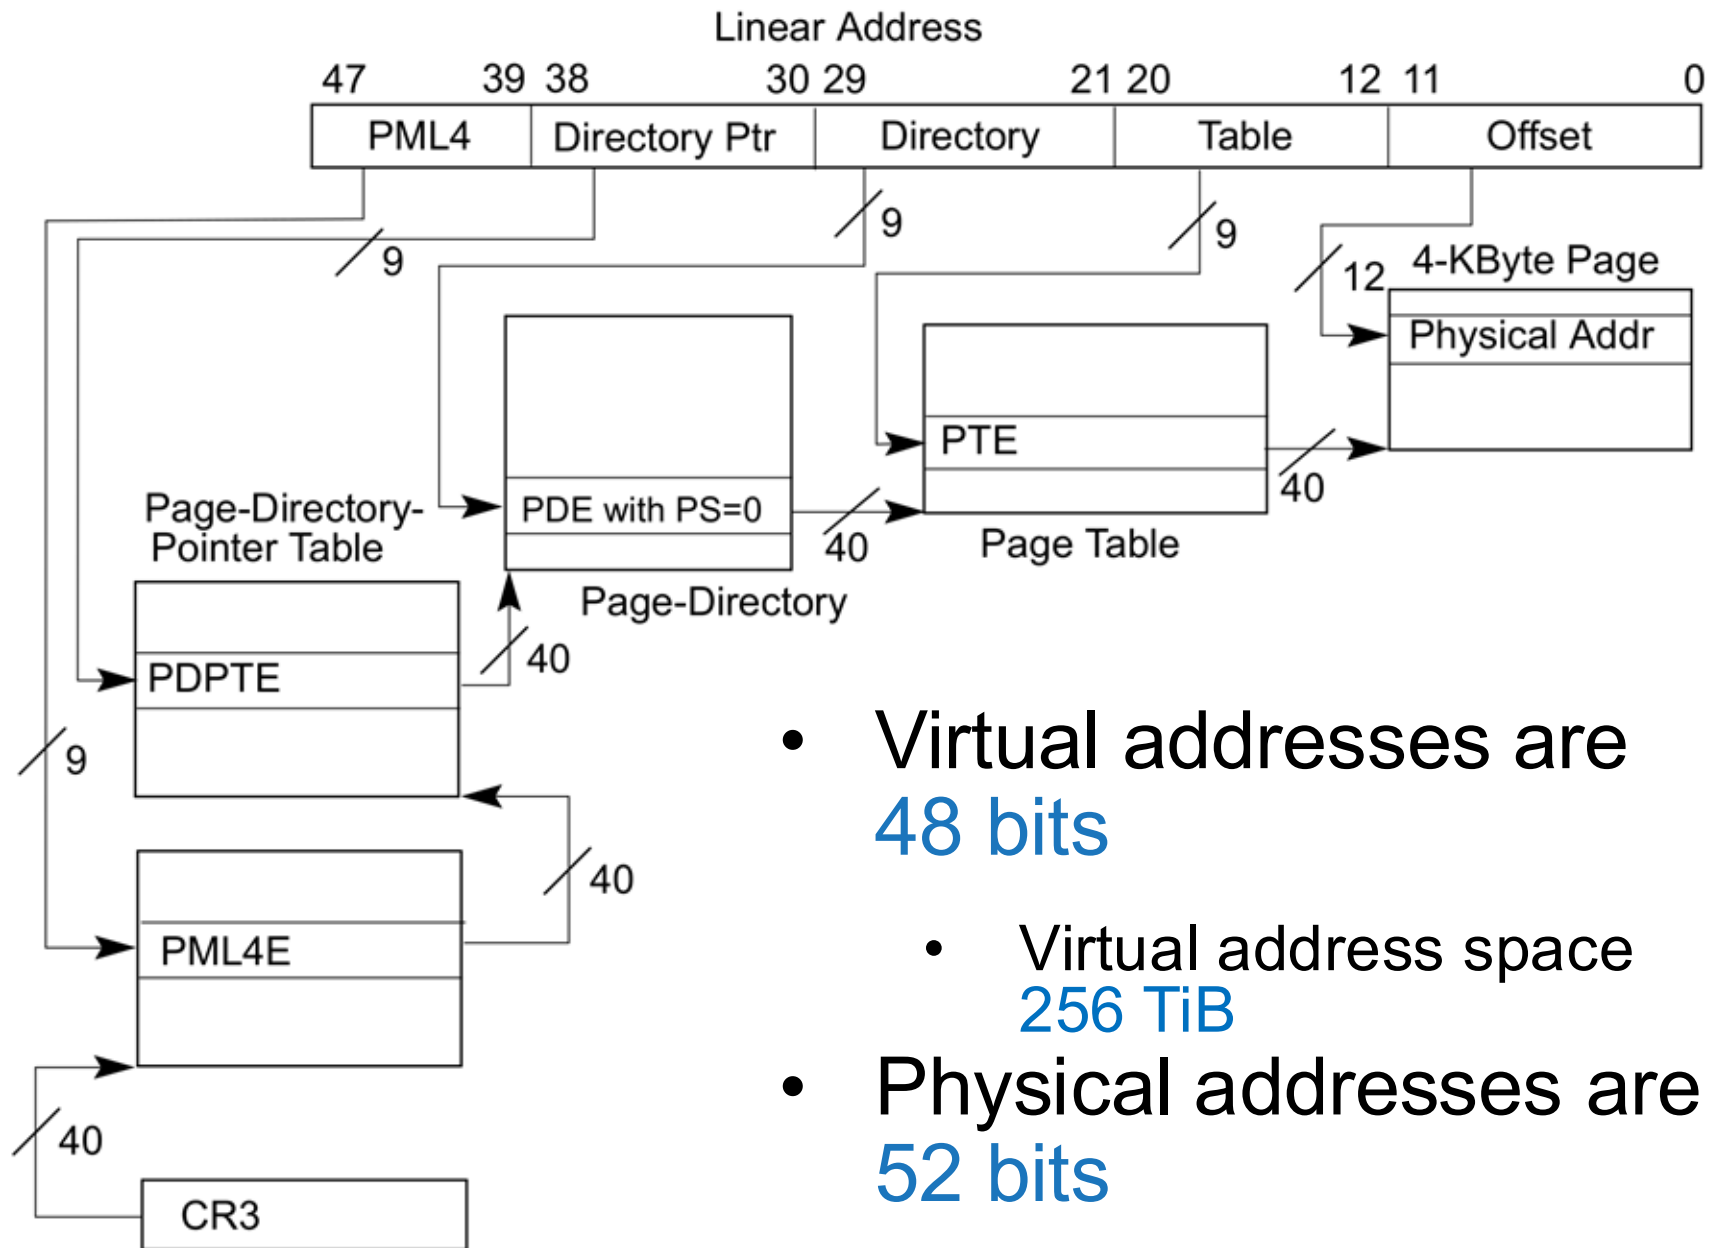 Linear Address
47 39 38 30 29 21 20 12 11 0
PML4 Directory Ptr Directory Table Offset
9
9
9
12
4-KByte Page
Physical Addr
PTE
40
Page Table
PDE with PS=0
40
Page-Directory
Page-Directory-
Pointer Table
PDPTE
40
9
PML4E
40
40
CR3
• Virtual addresses are
48 bits
• Virtual address space
256 TiB
• Physical addresses are
52 bits